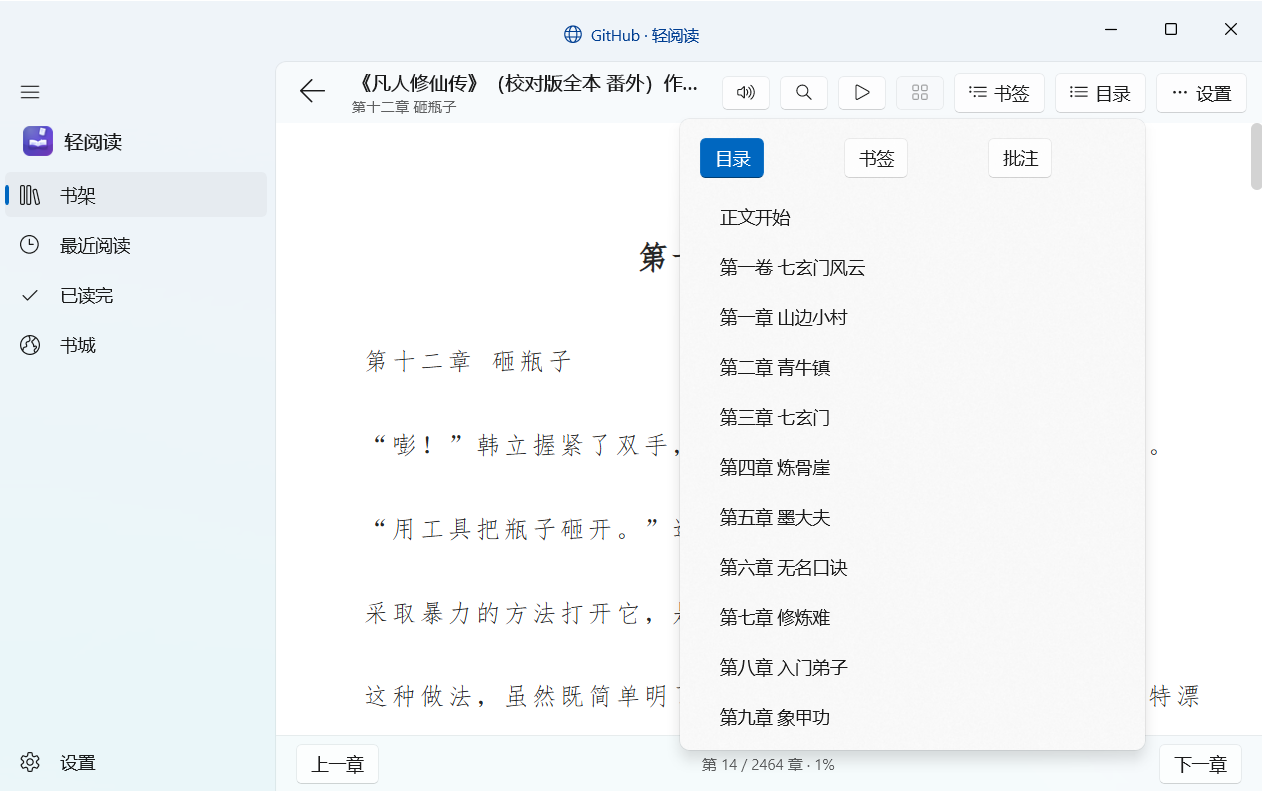 GitHub · 轻阅读
轻阅读
书架
最近阅读
已读完
书城
设置
《凡人修仙传》（校对版全本 番外）作...
第十二章 砸瓶子
书签
目录
设置
目录
书签
批注
正文开始
第一卷 七玄门风云
第一章 山边小村
第二章 青牛镇
第三章 七玄门
第四章 炼骨崖
第五章 墨大夫
第六章 无名口诀
第七章 修炼难
第八章 入门弟子
第九章 象甲功
第
第十二章 砸瓶子
“嘭！”韩立握紧了双手，
。
“用工具把瓶子砸开。”
采取暴力的方法打开它，
这种做法，虽然既简单明
特漂
上一章
第 14 / 2464 章 · 1%
下一章